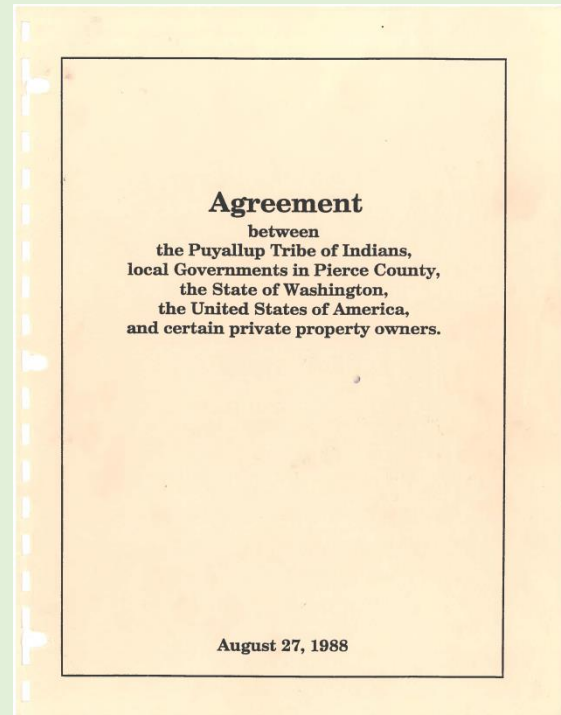 Agreement
between
the Puyallup Tribe of Indians,
local Governments in Pierce County,
the State of Washington,
the United States of America,
and certain private property owners.
August 27, 1988